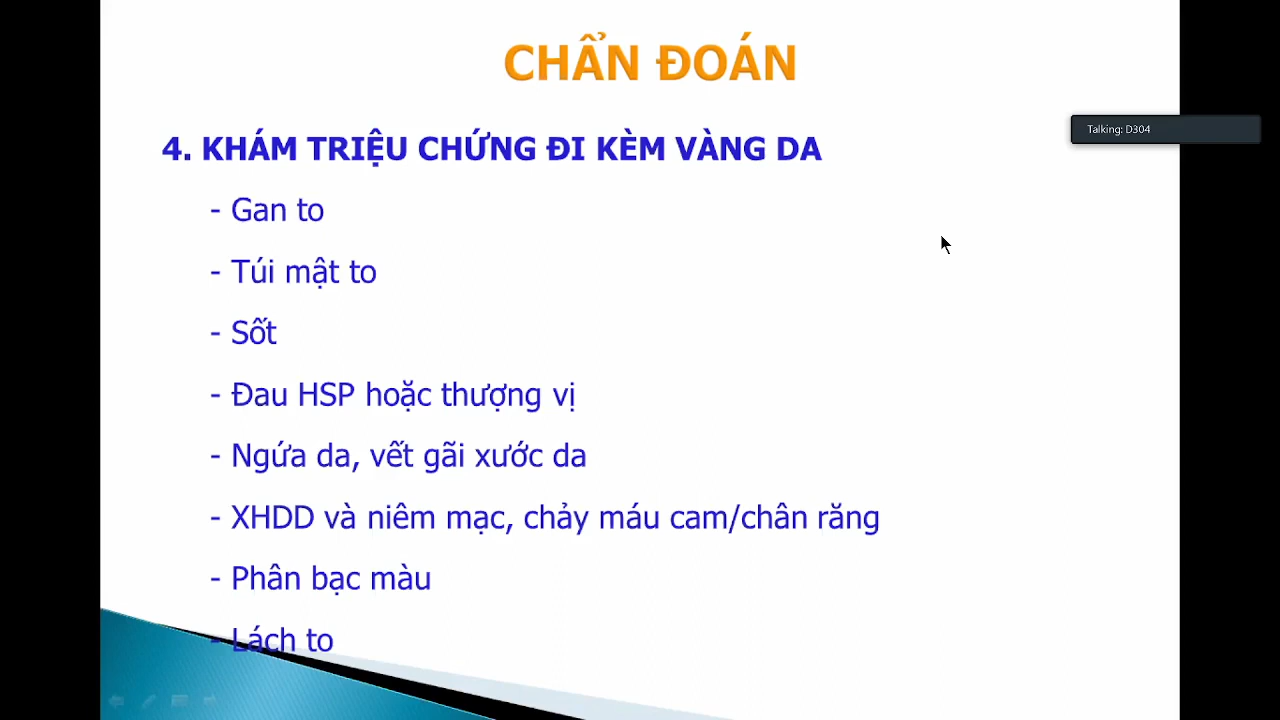 CHẨN ĐOÁN
4. KHÁM TRIỆU CHỨNG ĐI KÈM VÀNG DA
Talking: D304
- Gan to
- Túi mật to
- Sốt
- Đau HSP hoặc thượng vị
- Ngứa da, vết gãi xước da
- XHDD và niêm mạc, chảy máu cam/chân răng
- Phân bạc màu
- Lách to